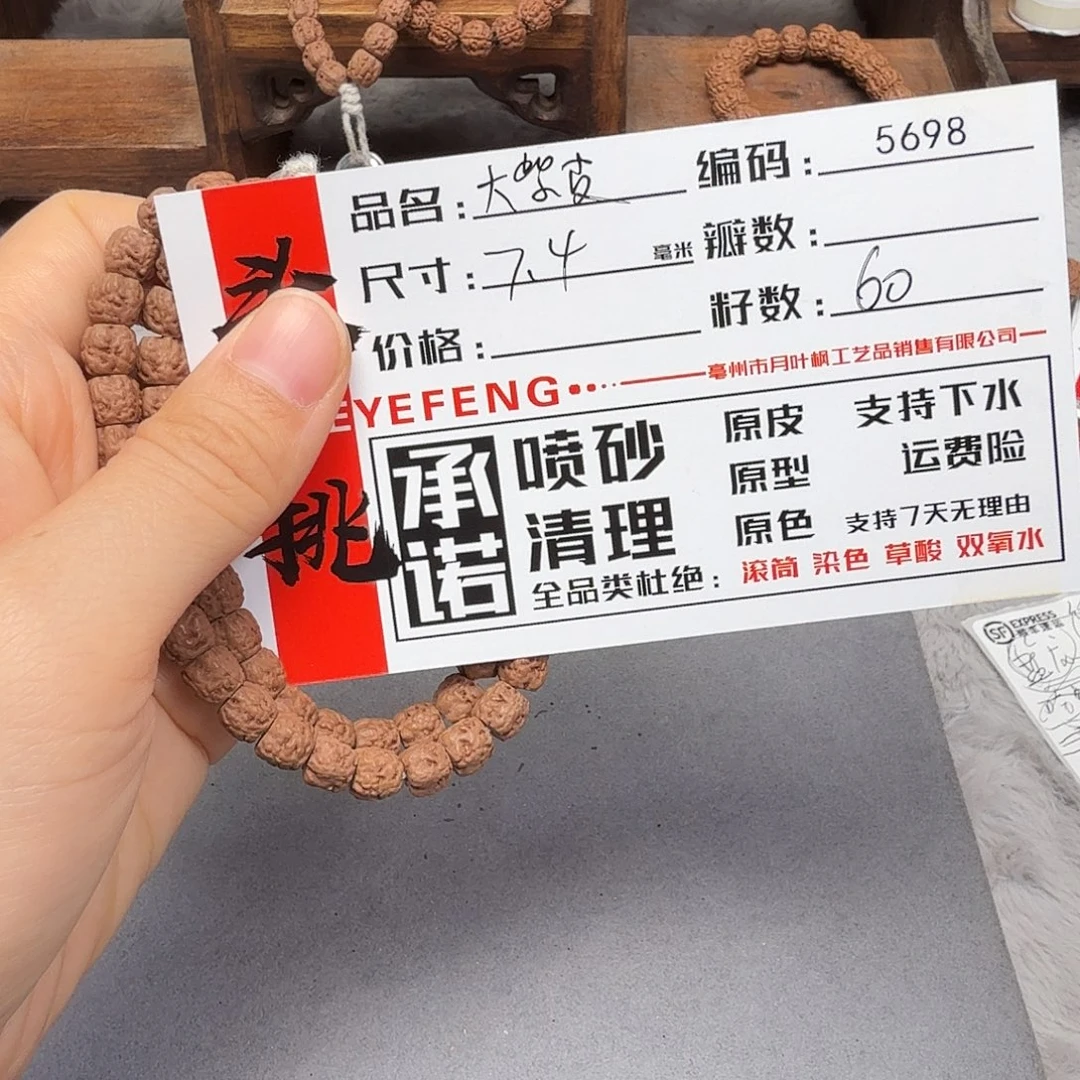 头挑
品名：大紫皮
编码：5698
尺寸：7.4 毫米
瓣数：
价格：
籽数：60
YEFENG
亳州市月叶枫工艺品销售有限公司
承诺
喷砂
清理
原皮
原型
原色
支持下水
运费险
支持7天无理由
全品类杜绝：滚筒 染色 草酸 双氧水
SF EXPRESS